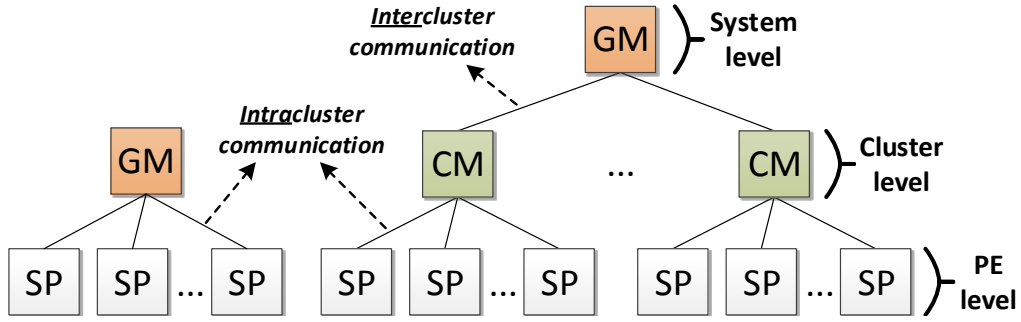 Intercluster
communication
GM
System
level
Intracluster
communication
GM
CM
...
CM
Cluster
level
SP SP ... SP SP SP ... SP SP SP ... SP
PE
level